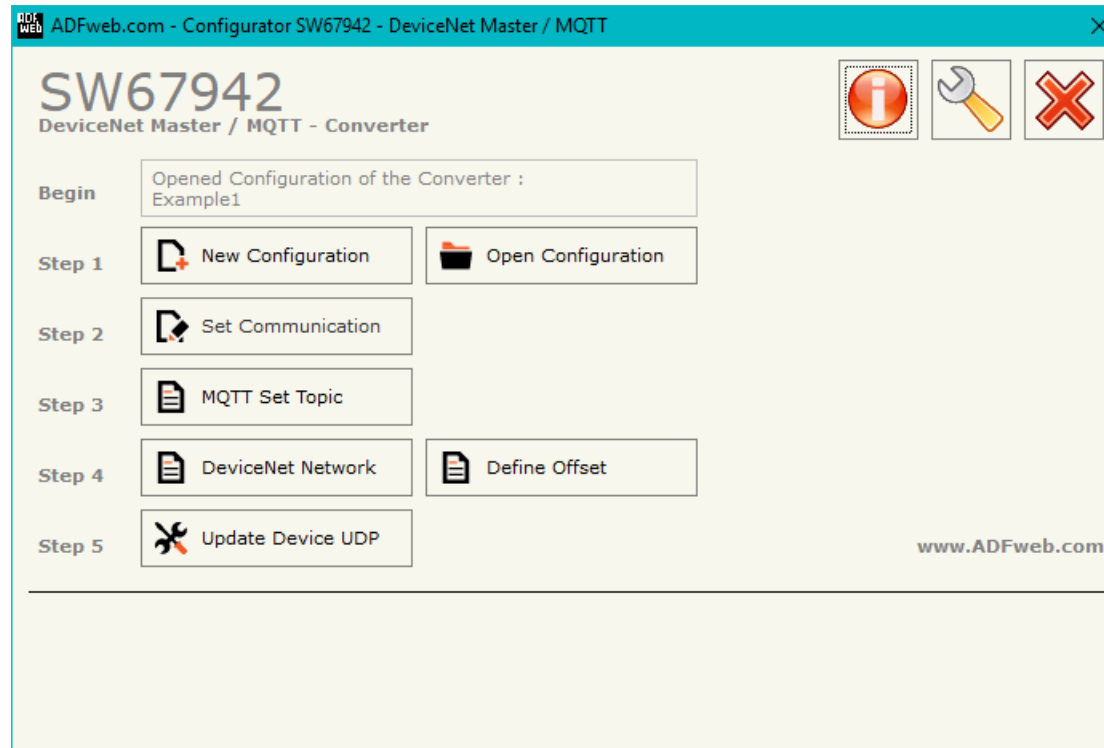 ADF
WEB
ADFweb.com - Configurator SW67942 - DeviceNet Master / MQTT
SW67942
DeviceNet Master / MQTT - Converter
Begin
Opened Configuration of the Converter :
Example1
Step 1
New Configuration
Open Configuration
Step 2
Set Communication
Step 3
MQTT Set Topic
Step 4
DeviceNet Network
Define Offset
Step 5
Update Device UDP
www.ADFweb.com